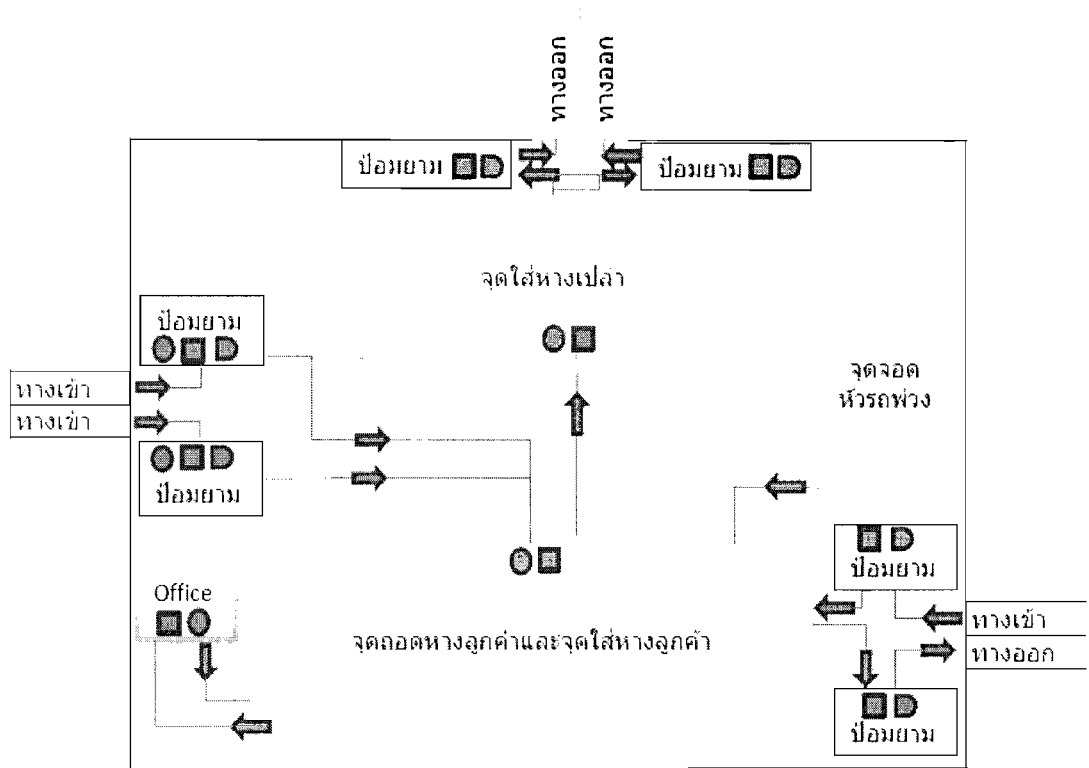 ทางออก
ทางออก
ป้อมยาม
ป้อมยาม
จุดใส่หางเปล่า
ป้อมยาม
จุดจอด
หัวรถพ่วง
ทางเข้า
ทางเข้า
ป้อมยาม
ป้อมยาม
Office
จุดถอดหางลูกค้าและจุดใส่หางลูกค้า
ทางเข้า
ทางออก
ป้อมยาม